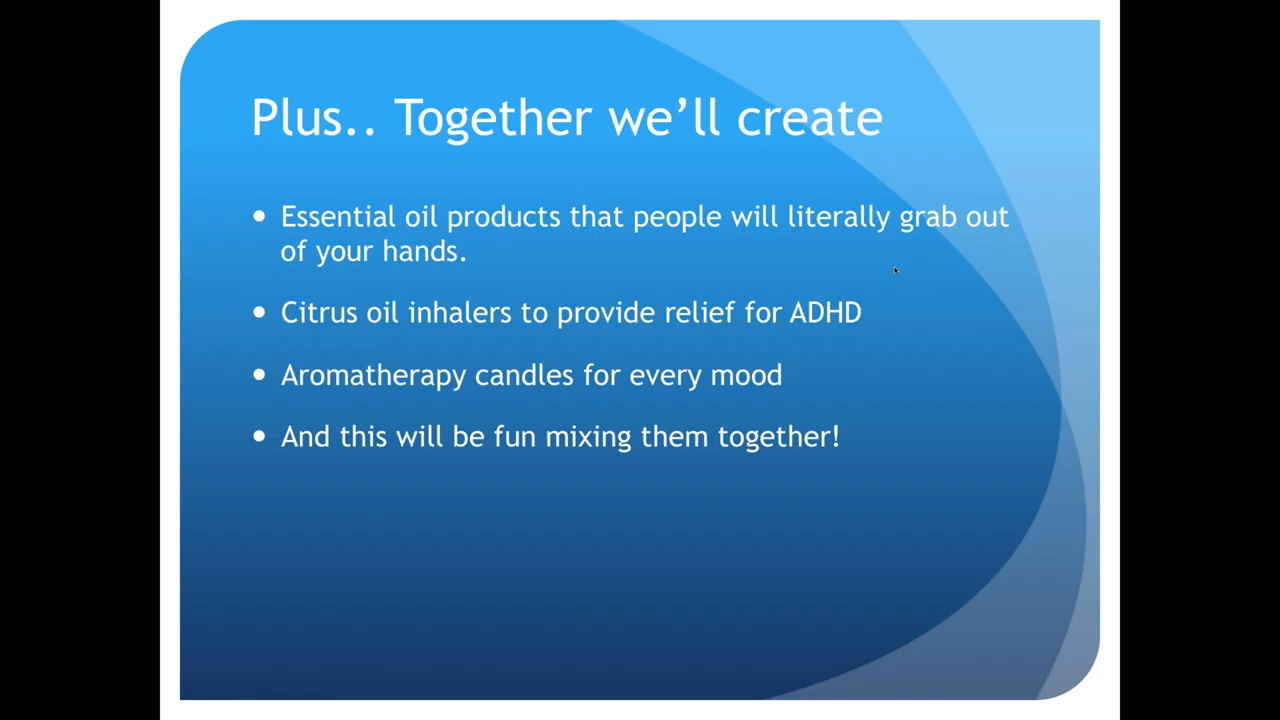 Plus.. Together we’ll create
• Essential oil products that people will literally grab out
of your hands.
• Citrus oil inhalers to provide relief for ADHD
• Aromatherapy candles for every mood
• And this will be fun mixing them together!